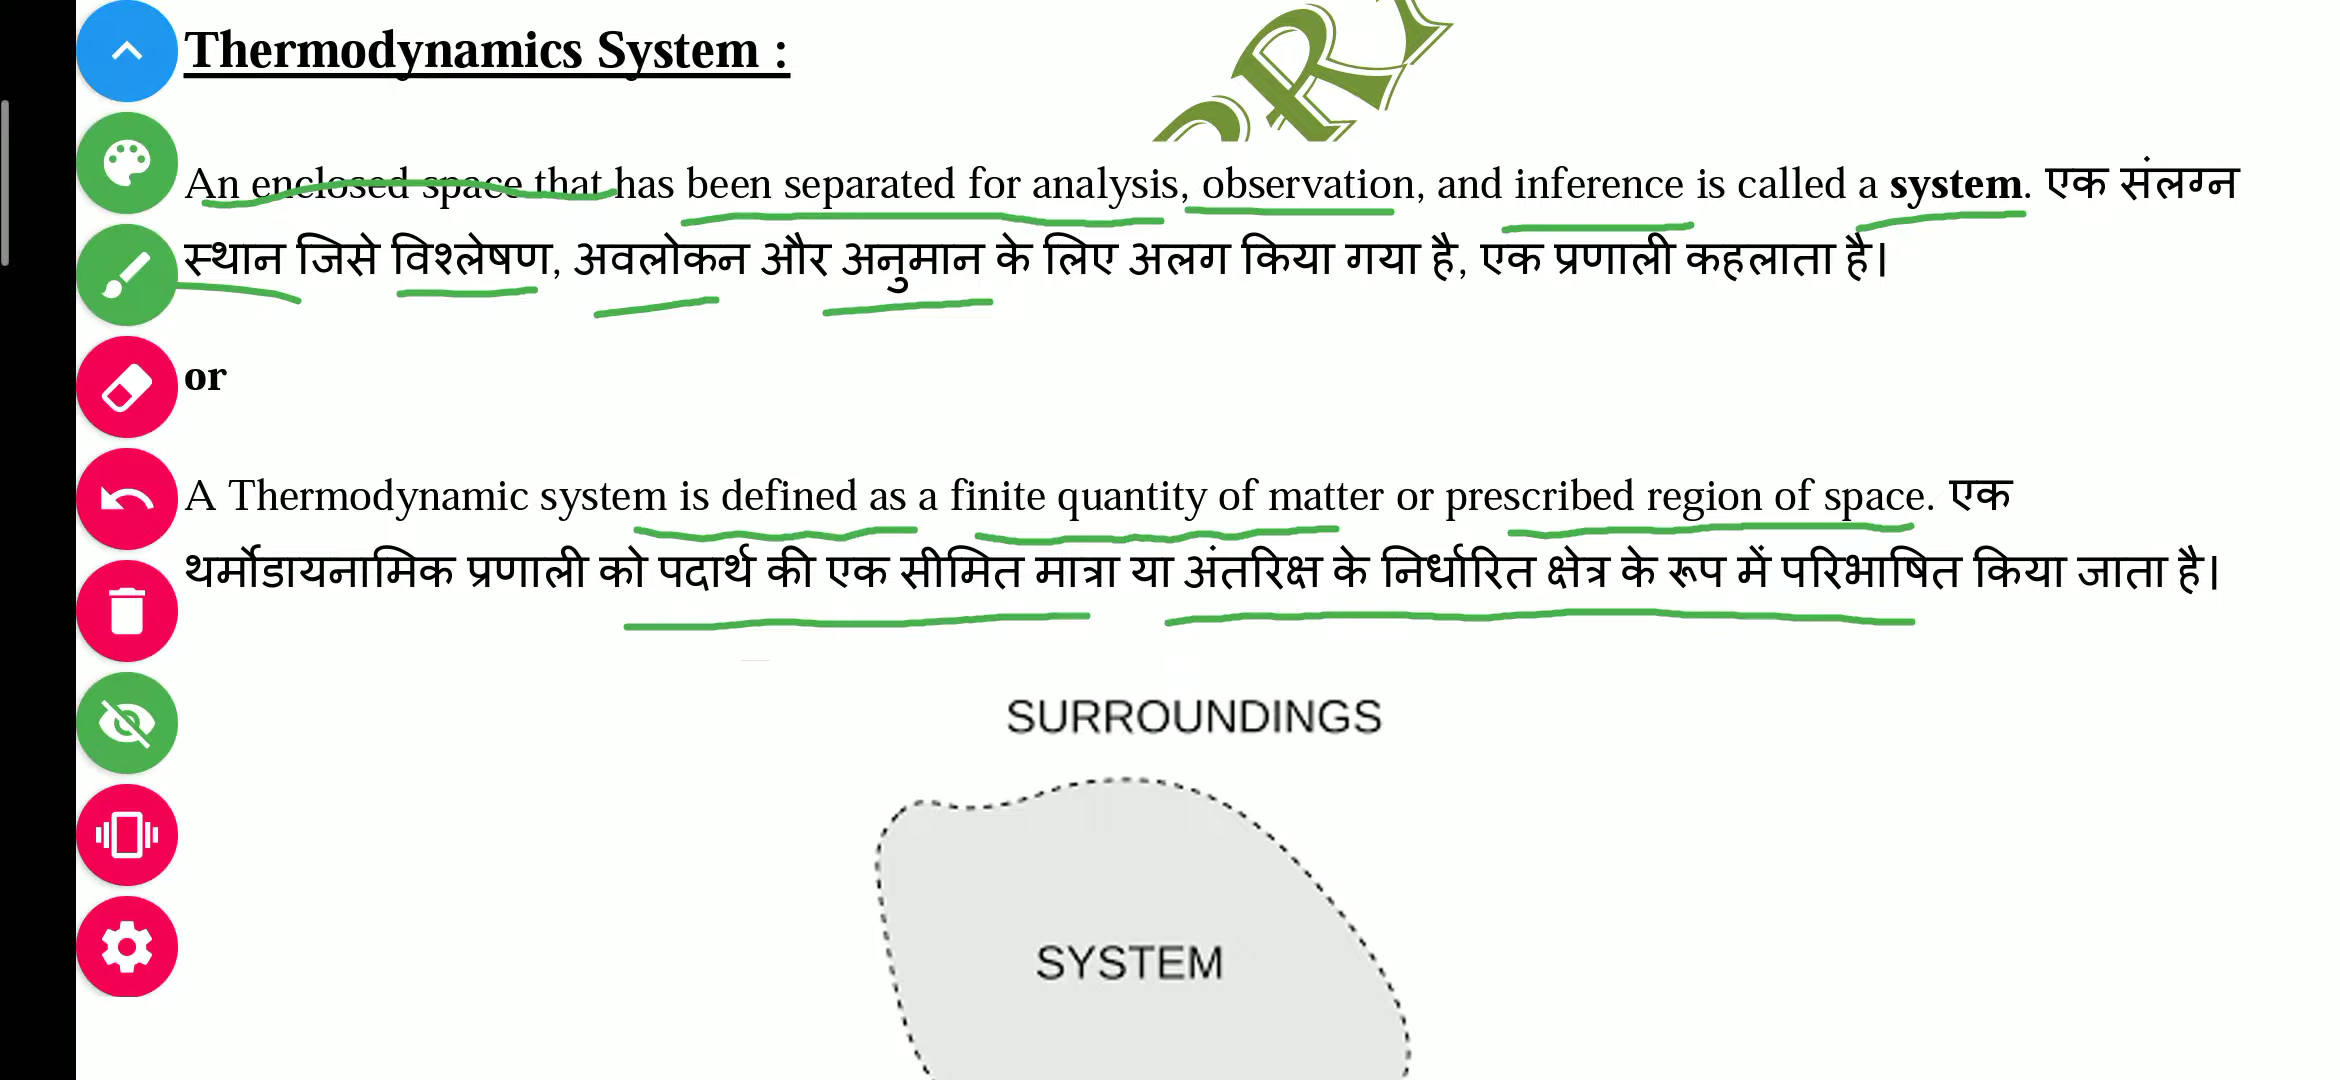 Thermodynamics System :
An enclosed space that has been separated for analysis, observation, and inference is called a system. एक संलग्न
स्थान जिसे विश्लेषण, अवलोकन और अनुमान के लिए अलग किया गया है, एक प्रणाली कहलाता है।
or
A Thermodynamic system is defined as a finite quantity of matter or prescribed region of space. एक
थर्मोडायनामिक प्रणाली को पदार्थ की एक सीमित मात्रा या अंतरिक्ष के निर्धारित क्षेत्र के रूप में परिभाषित किया जाता है।
SURROUNDINGS
SYSTEM